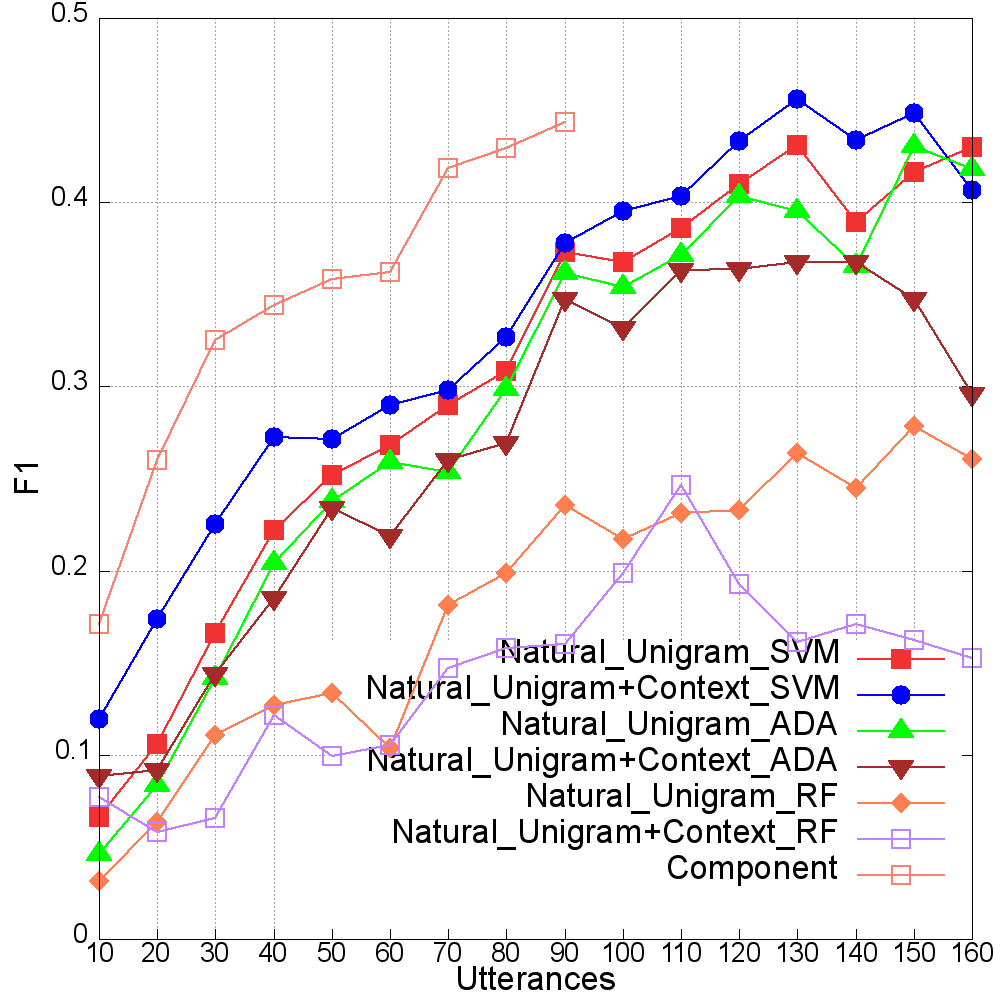 0.5
0.4
0.3
0.2
0.1
0
F1
Natural_Unigram_SVM
Natural_Unigram+Context_SVM
Natural_Unigram_ADA
Natural_Unigram+Context_ADA
Natural_Unigram_RF
Natural_Unigram+Context_RF
Component
10 20 30 40 50 60 70 80 90 100 110 120 130 140 150 160
Utterances